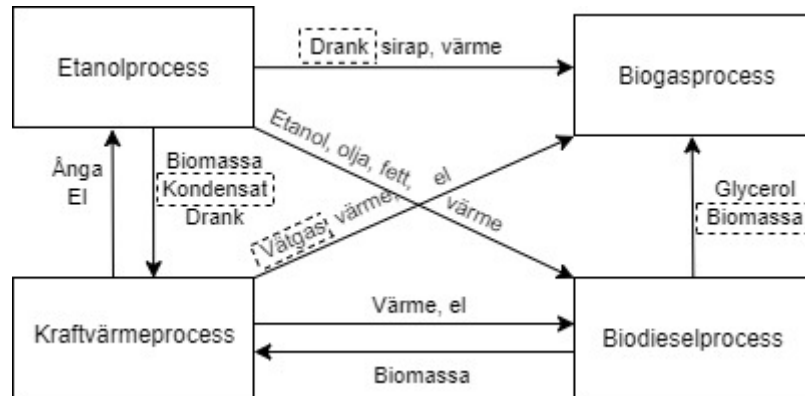 Etanolprocess
Drank sirap, värme
Biogasprocess
Ånga
El
Biomassa
Kondensat
Drank
Etanol, olja, fett, värme
Vätgas värme, el
Glycerol
Biomassa
Kraftvärmeprocess
Värme, el
Biomassa
Biodieselprocess